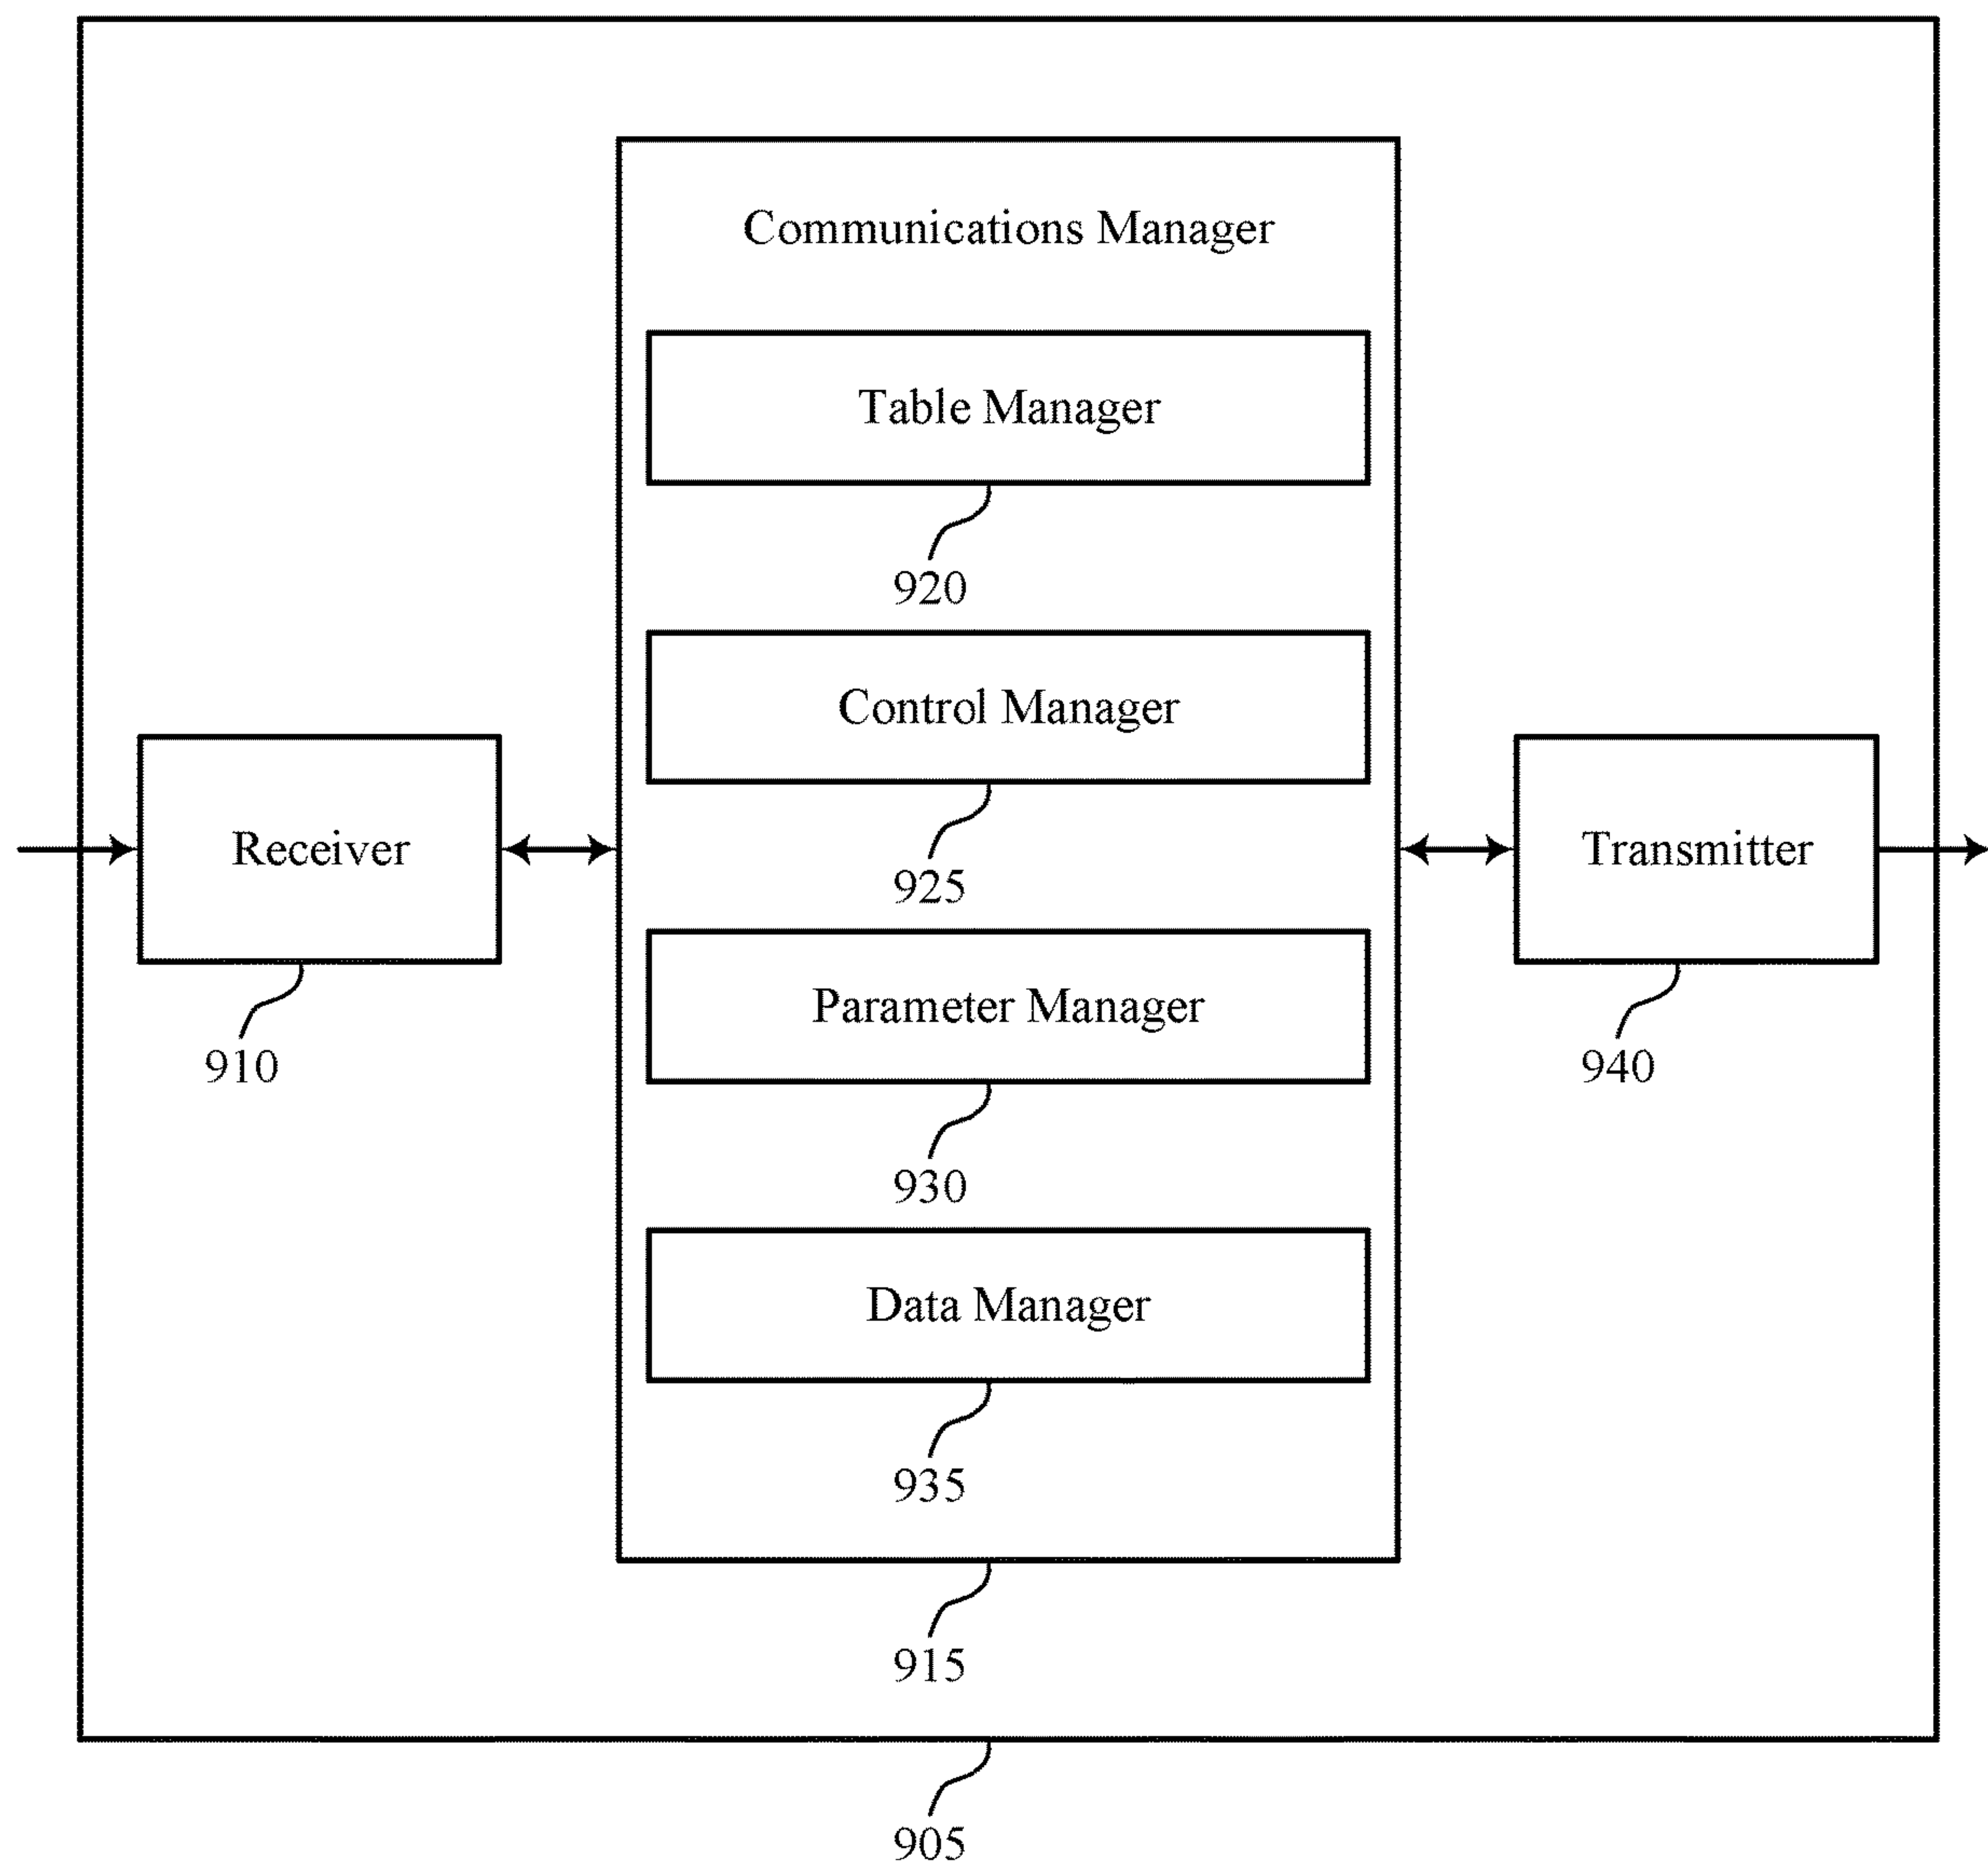 Communications Manager
Table Manager
920
Control Manager
925
Receiver
910
Parameter Manager
930
Transmitter
940
Data Manager
935
915
905